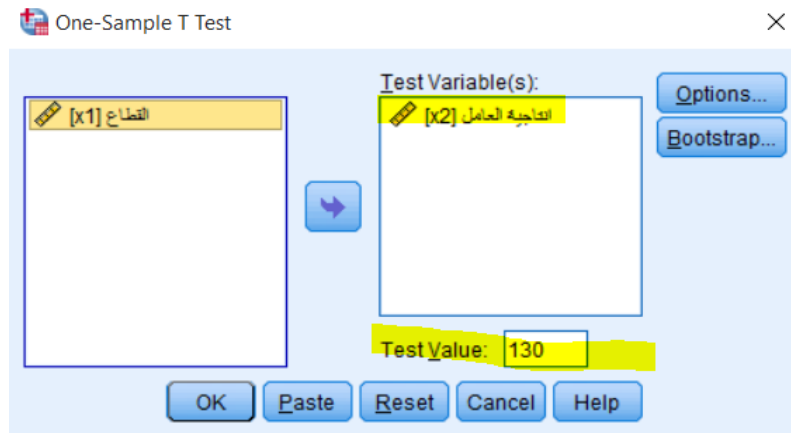 One-Sample T Test
Test Variable(s):
القطاع [x1]
انتاجية العامل [x2]
Options...
Bootstrap...
Test Value: 130
OK Paste Reset Cancel Help